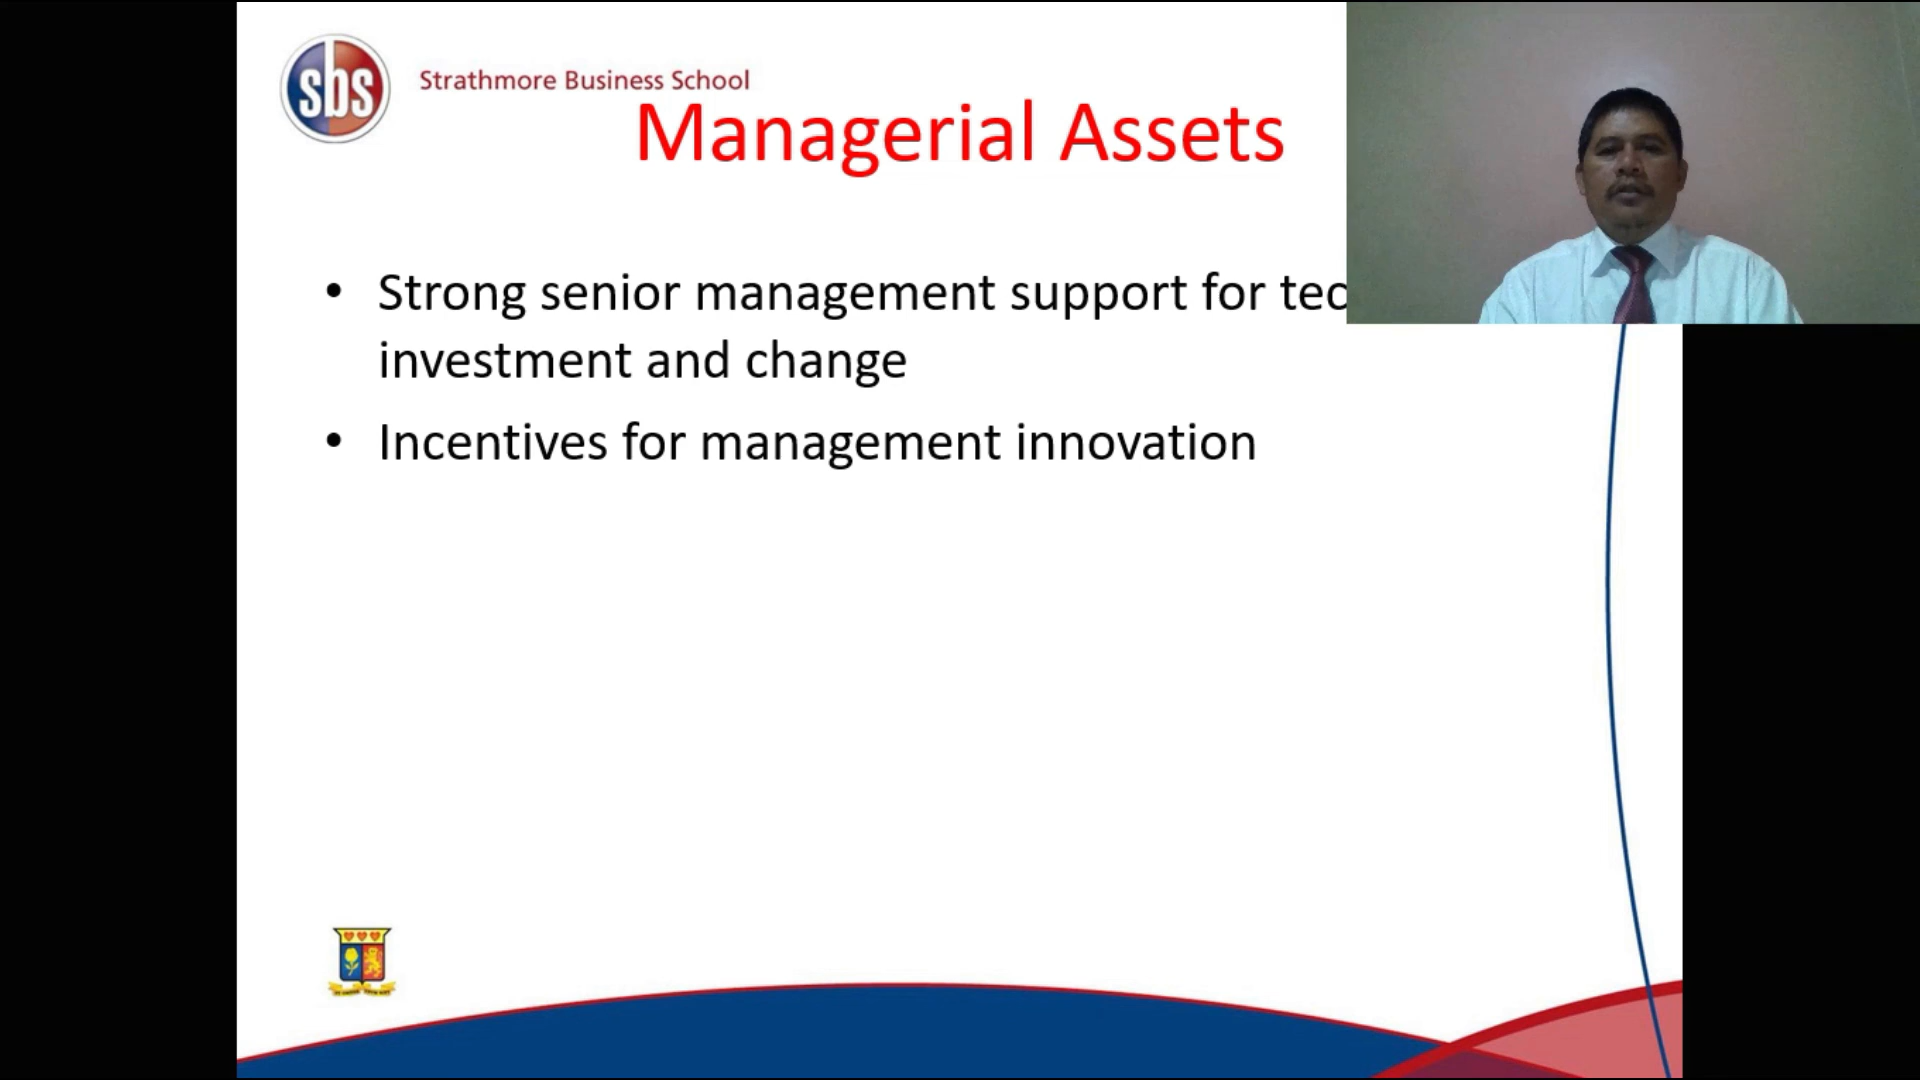 sbs
Strathmore Business School
Managerial Assets
• Strong senior management support for tec
investment and change
• Incentives for management innovation